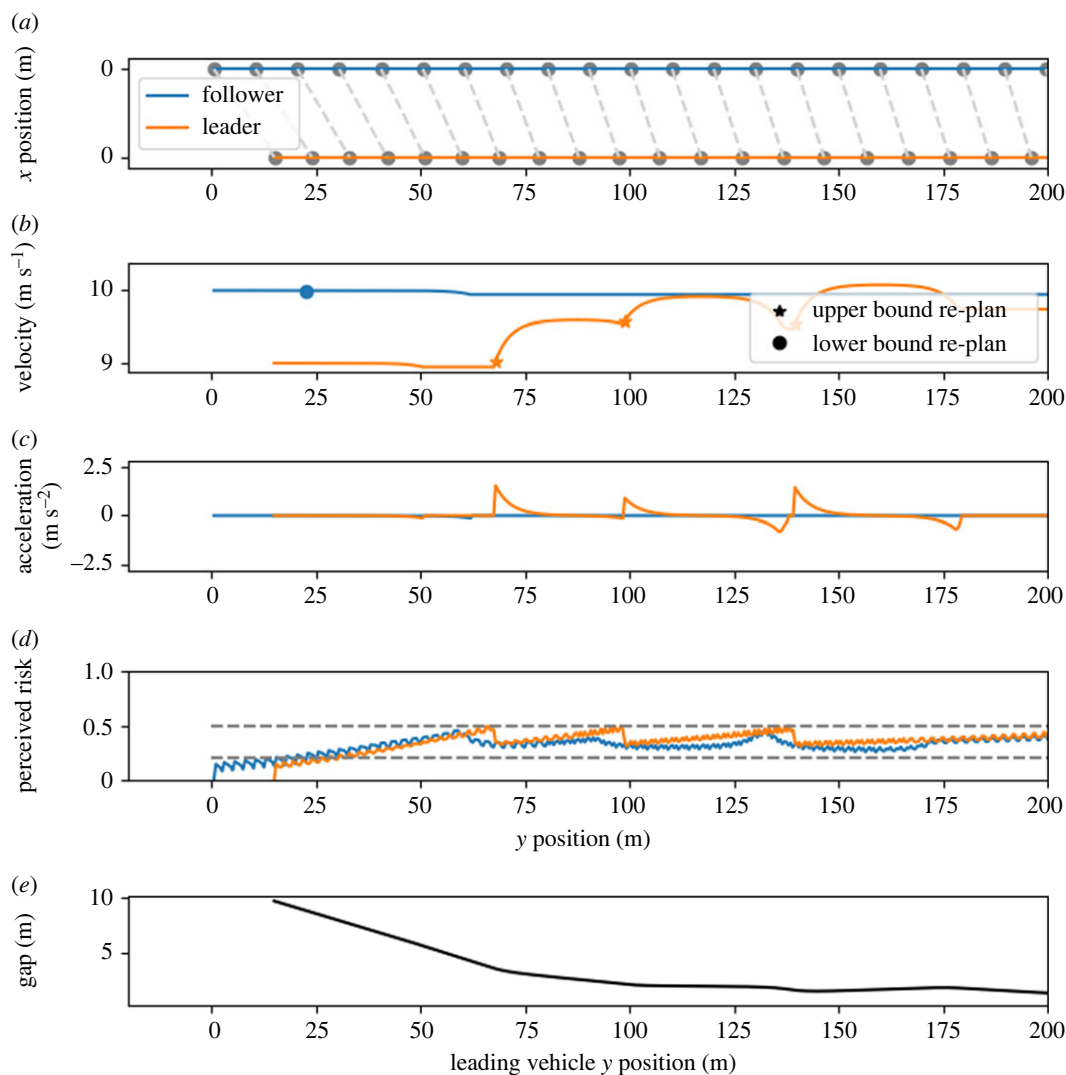 (a)
x position (m)
0
0
follower
leader
0 25 50 75 100 125 150 175 200
(b)
velocity (m s⁻¹)
10
9
upper bound re-plan
lower bound re-plan
0 25 50 75 100 125 150 175 200
(c)
acceleration
(m s⁻²)
2.5
0
−2.5
0 25 50 75 100 125 150 175 200
(d)
perceived risk
1.0
0.5
0
0 25 50 75 100 125 150 175 200
y position (m)
(e)
gap (m)
10
5
0 25 50 75 100 125 150 175 200
leading vehicle y position (m)